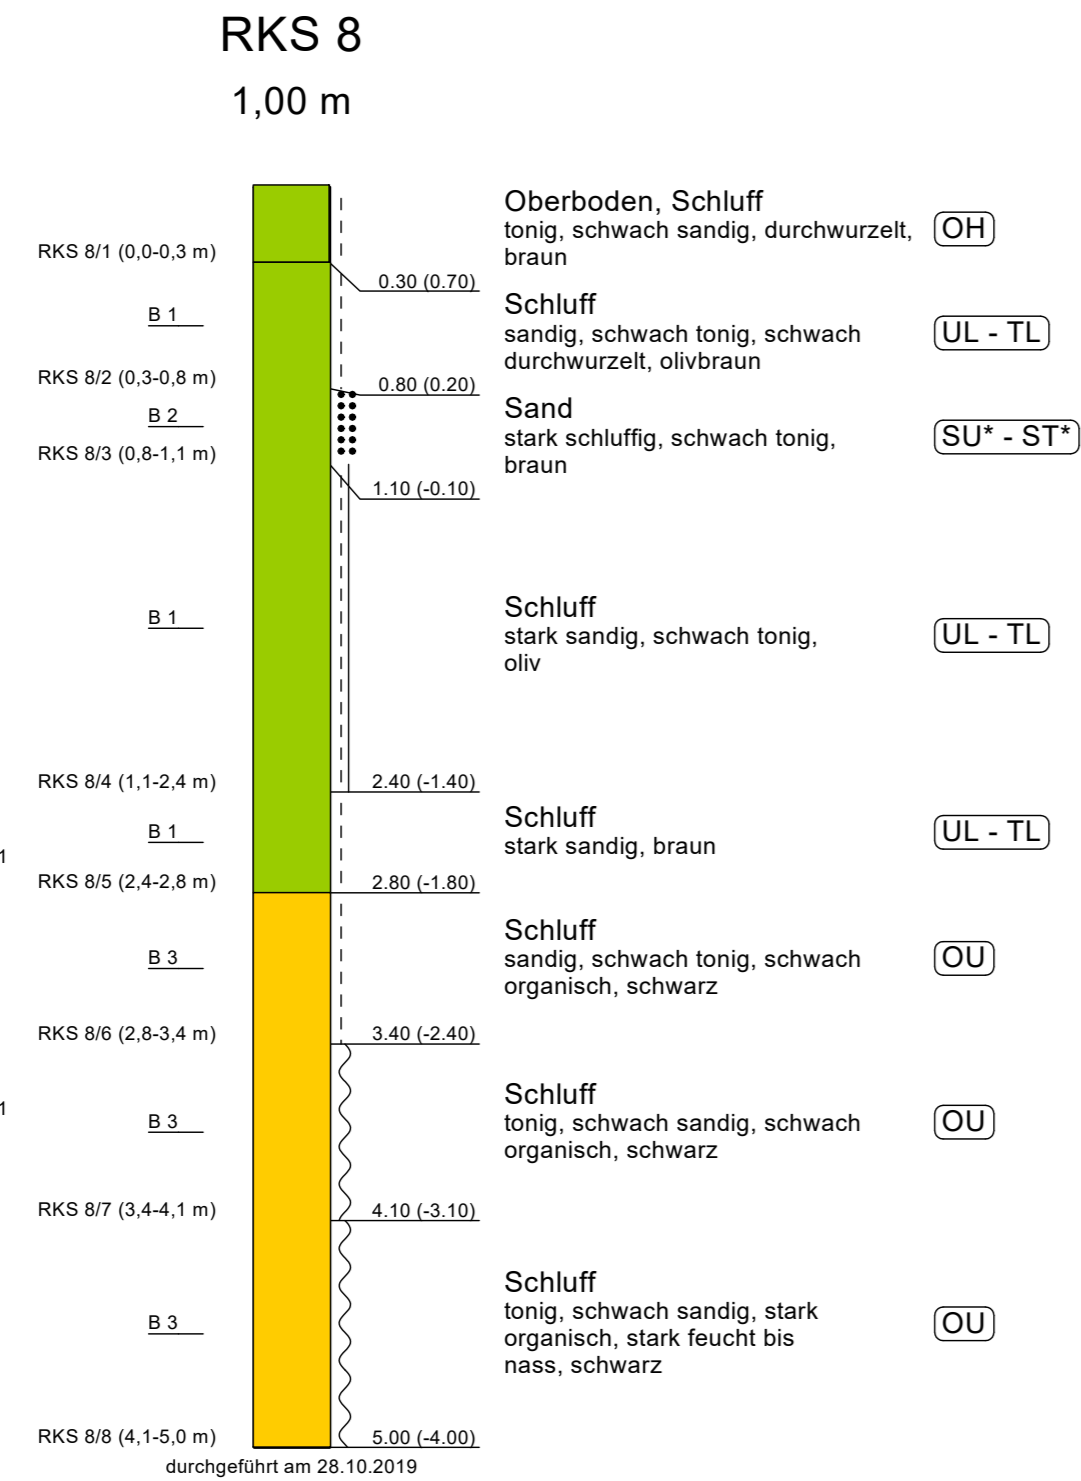 RKS 8
1,00 m
Oberboden, Schluff
tonig, schwach sandig, durchwurzelt,
braun
OH
RKS 8/1 (0,0-0,3 m)
0.30 (0.70)
B 1
Schluff
sandig, schwach tonig, schwach
durchwurzelt, olivbraun
UL - TL
RKS 8/2 (0,3-0,8 m)
0.80 (0.20)
B 2
Sand
stark schluffig, schwach tonig,
braun
SU* - ST*
RKS 8/3 (0,8-1,1 m)
1.10 (-0.10)
B 1
Schluff
stark sandig, schwach tonig,
oliv
UL - TL
RKS 8/4 (1,1-2,4 m)
2.40 (-1.40)
B 1
Schluff
stark sandig, braun
UL - TL
1
RKS 8/5 (2,4-2,8 m)
2.80 (-1.80)
B 3
Schluff
sandig, schwach tonig, schwach
organisch, schwarz
OU
RKS 8/6 (2,8-3,4 m)
3.40 (-2.40)
1
B 3
Schluff
tonig, schwach sandig, schwach
organisch, schwarz
OU
RKS 8/7 (3,4-4,1 m)
4.10 (-3.10)
B 3
Schluff
tonig, schwach sandig, stark
organisch, stark feucht bis
nass, schwarz
OU
RKS 8/8 (4,1-5,0 m)
5.00 (-4.00)
durchgeführt am 28.10.2019